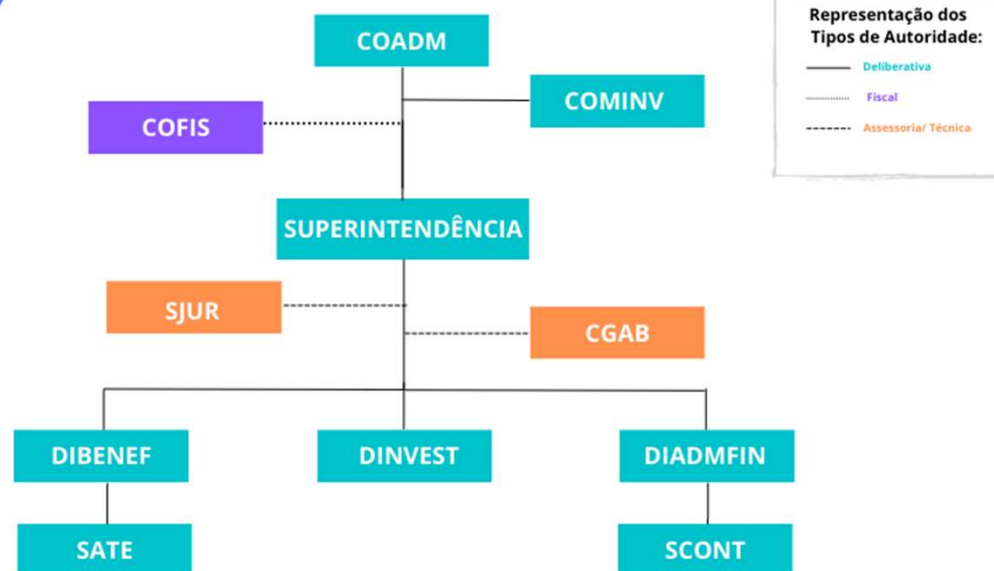 COADM
Representação dos
Tipos de Autoridade:
Deliberativa
Fiscal
Assessoria/ Técnica
COMINV
COFIS
SUPERINTENDÊNCIA
SJUR
CGAB
DIBENEF
DINVEST
DIADMFIN
SATE
SCONT